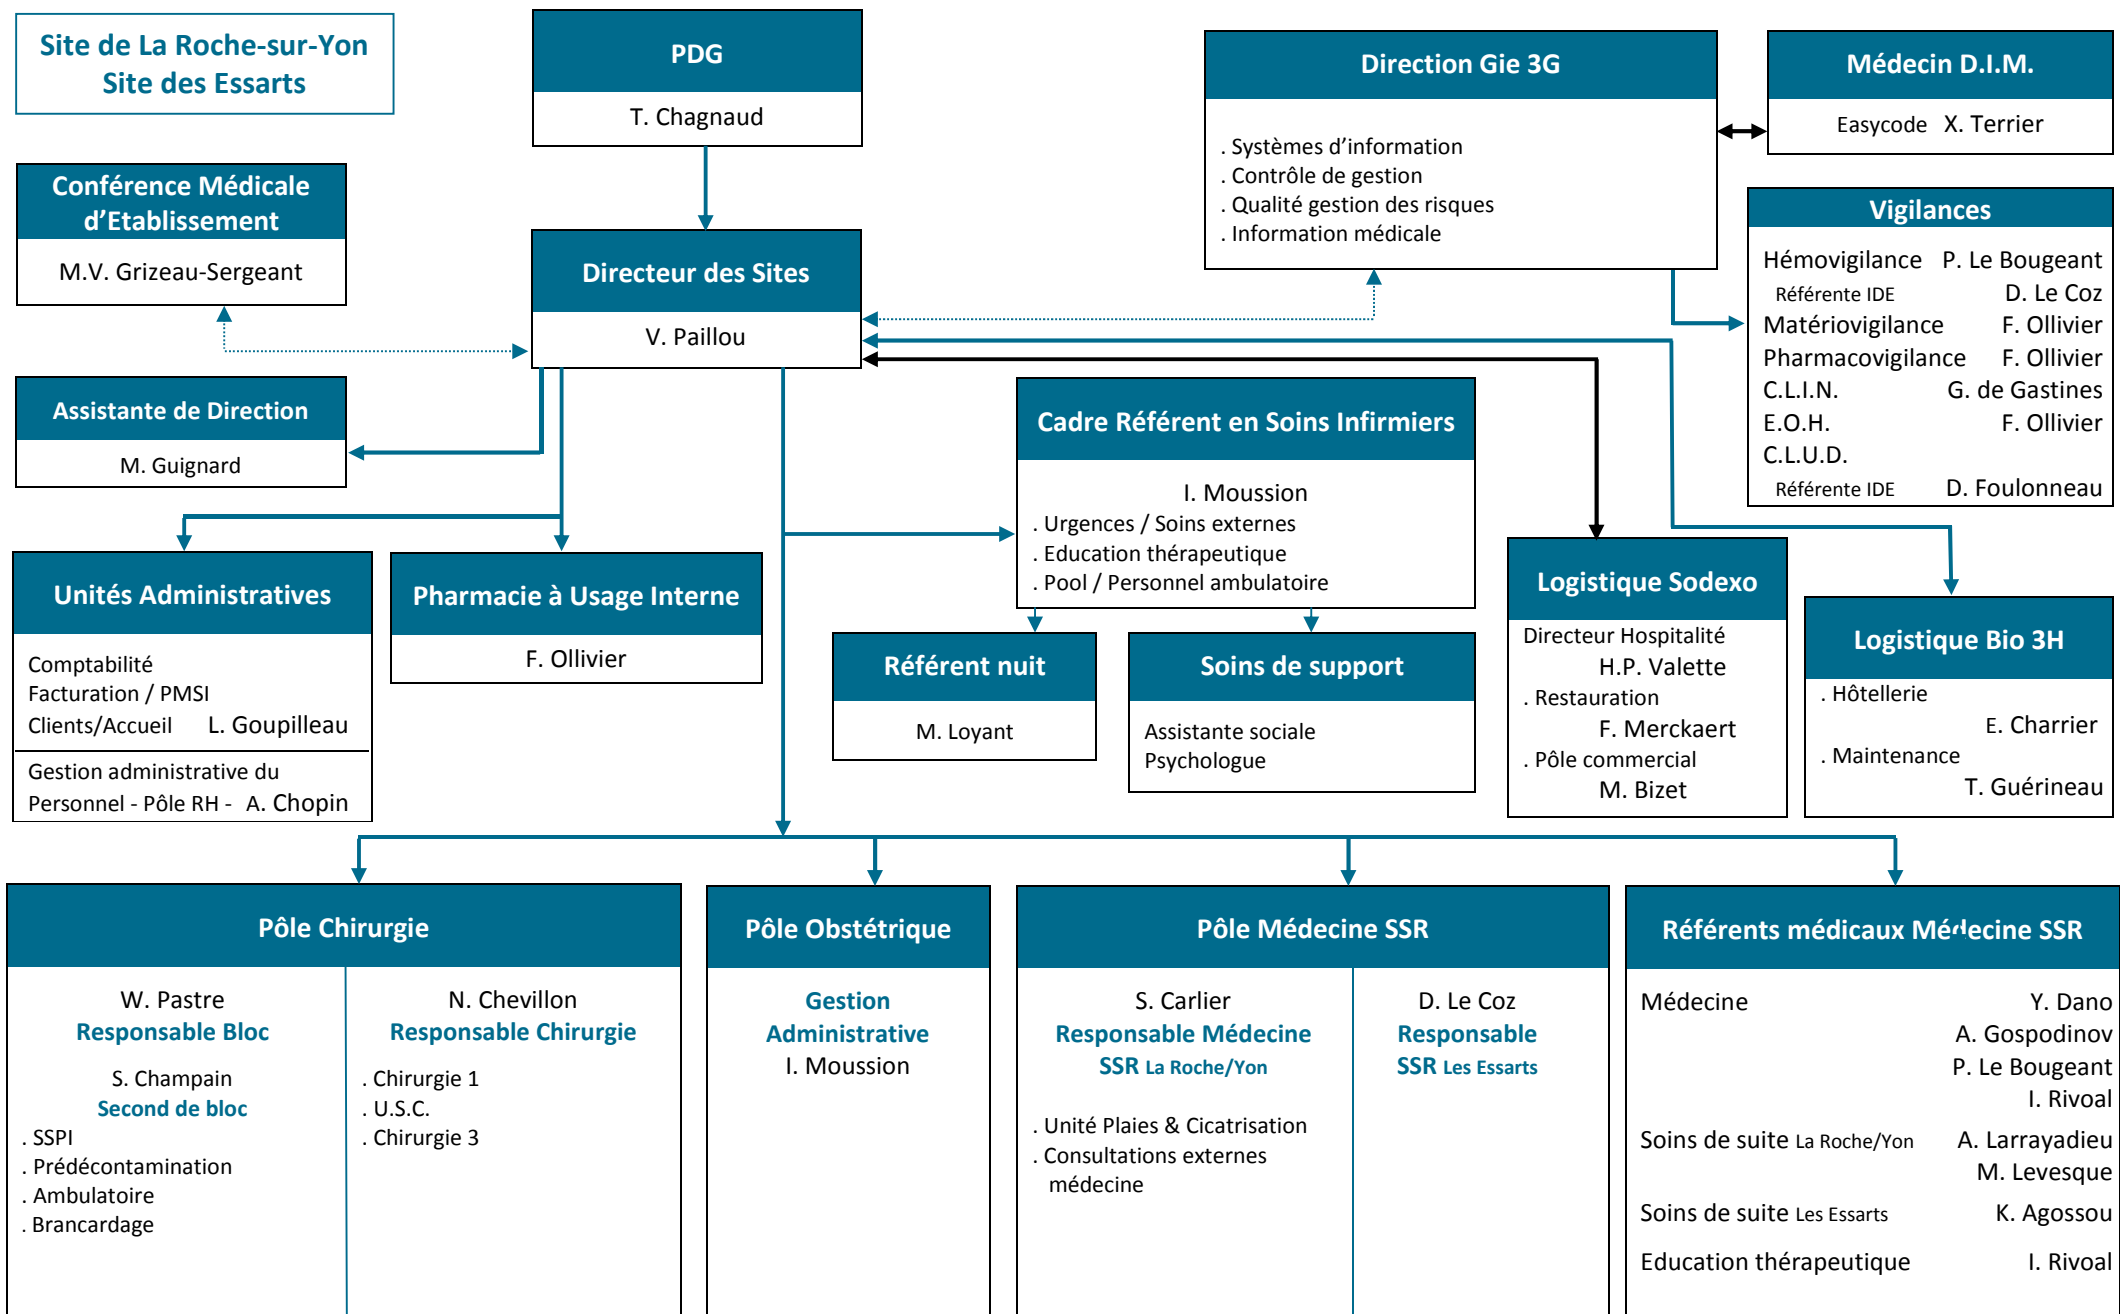 Site de La Roche-sur-Yon
Site des Essarts
PDG
T. Chagnaud
Direction Gie 3G
. Systèmes d'information
. Contrôle de gestion
. Qualité gestion des risques
. Information médicale
Médecin D.I.M.
Easycode X. Terrier
Conférence Médicale
d'Etablissement
M.V. Grizeau-Sergeant
Directeur des Sites
V. Paillou
Vigilances
Hémovigilance P. Le Bougeant
Référente IDE D. Le Coz
Matériovigilance F. Ollivier
Pharmacovigilance F. Ollivier
C.L.I.N. G. de Gastines
E.O.H. F. Ollivier
C.L.U.D.
Référente IDE D. Foulonneau
Assistante de Direction
M. Guignard
Cadre Référent en Soins Infirmiers
I. Moussion
. Urgences / Soins externes
. Education thérapeutique
. Pool / Personnel ambulatoire
Unités Administratives
Comptabilité
Facturation / PMSI
Clients/Accueil L. Goupilleau
Gestion administrative du
Personnel - Pôle RH - A. Chopin
Pharmacie à Usage Interne
F. Ollivier
Référent nuit
M. Loyant
Soins de support
Assistante sociale
Psychologue
Logistique Sodexo
Directeur Hospitalité
H.P. Valette
. Restauration
F. Merckaert
. Pôle commercial
M. Bizet
Logistique Bio 3H
. Hôtellerie
E. Charrier
. Maintenance
T. Guérineau
Pôle Chirurgie
W. Pastre
Responsable Bloc
S. Champain
Second de bloc
. SSPI
. Prédécontamination
. Ambulatoire
. Brancardage
N. Chevillon
Responsable Chirurgie
. Chirurgie 1
. U.S.C.
. Chirurgie 3
Pôle Obstétrique
Gestion
Administrative
I. Moussion
Pôle Médecine SSR
S. Carlier
Responsable Médecine
SSR La Roche/Yon
. Unité Plaies & Cicatrisation
. Consultations externes
médecine
D. Le Coz
Responsable
SSR Les Essarts
Référents médicaux Médecine SSR
Médecine Y. Dano
A. Gospodinov
P. Le Bougeant
I. Rivoal
Soins de suite La Roche/Yon A. Larrayadieu
M. Levesque
Soins de suite Les Essarts K. Agossou
Education thérapeutique I. Rivoal